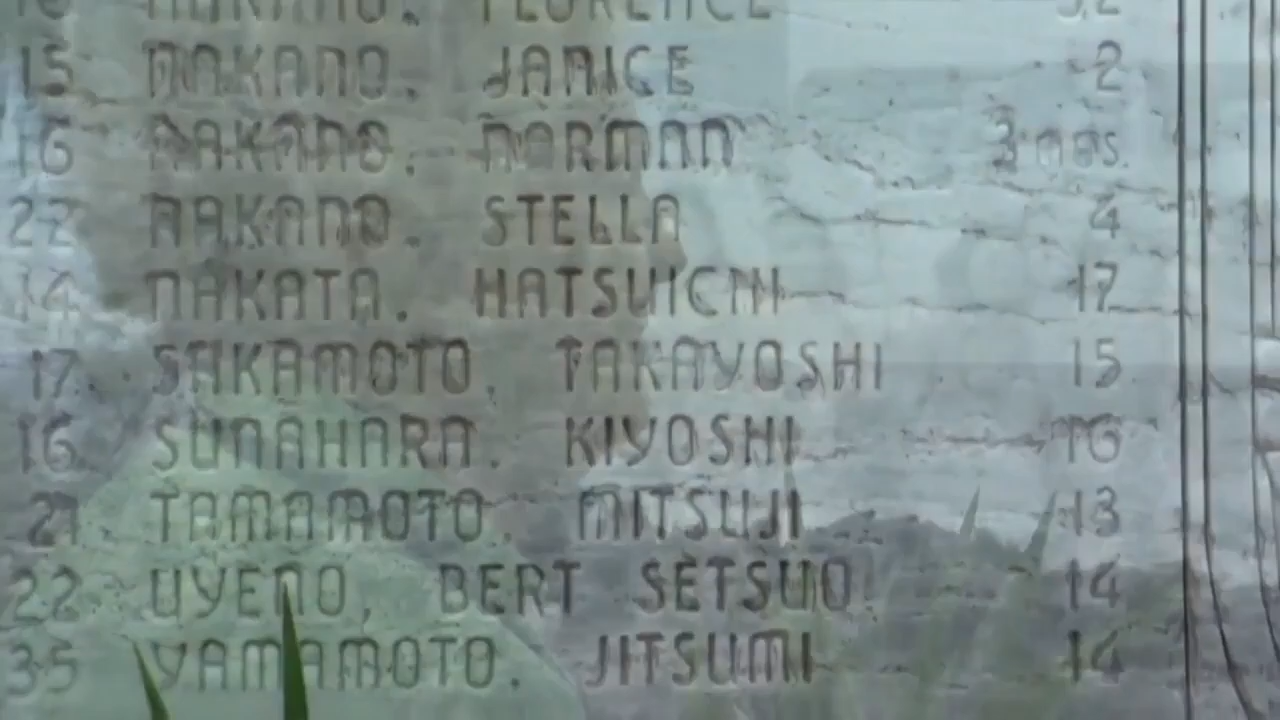 NAKANO, FLORENCE
15 NAKANO, JANICE 2
16 NAKANO, NORMAN 3 MOS.
22 NAKANO, STELLA 4
14 NAKATA, HATSUICHI 17
17 SAKAMOTO, TAKAYOSHI 15
16 SUNAHARA, KIYOSHI 16
21 TAMAMOTO, MITSUJI 13
22 UYENO, BERT SETSUO 14
35 YAMAMOTO, JITSUMI 14